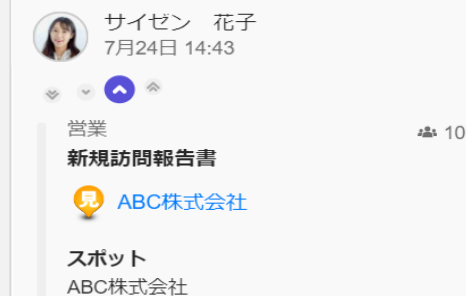 サイゼン　花子
7月24日 14:43
営業
10
新規訪問報告書
見
ABC株式会社
スポット
ABC株式会社